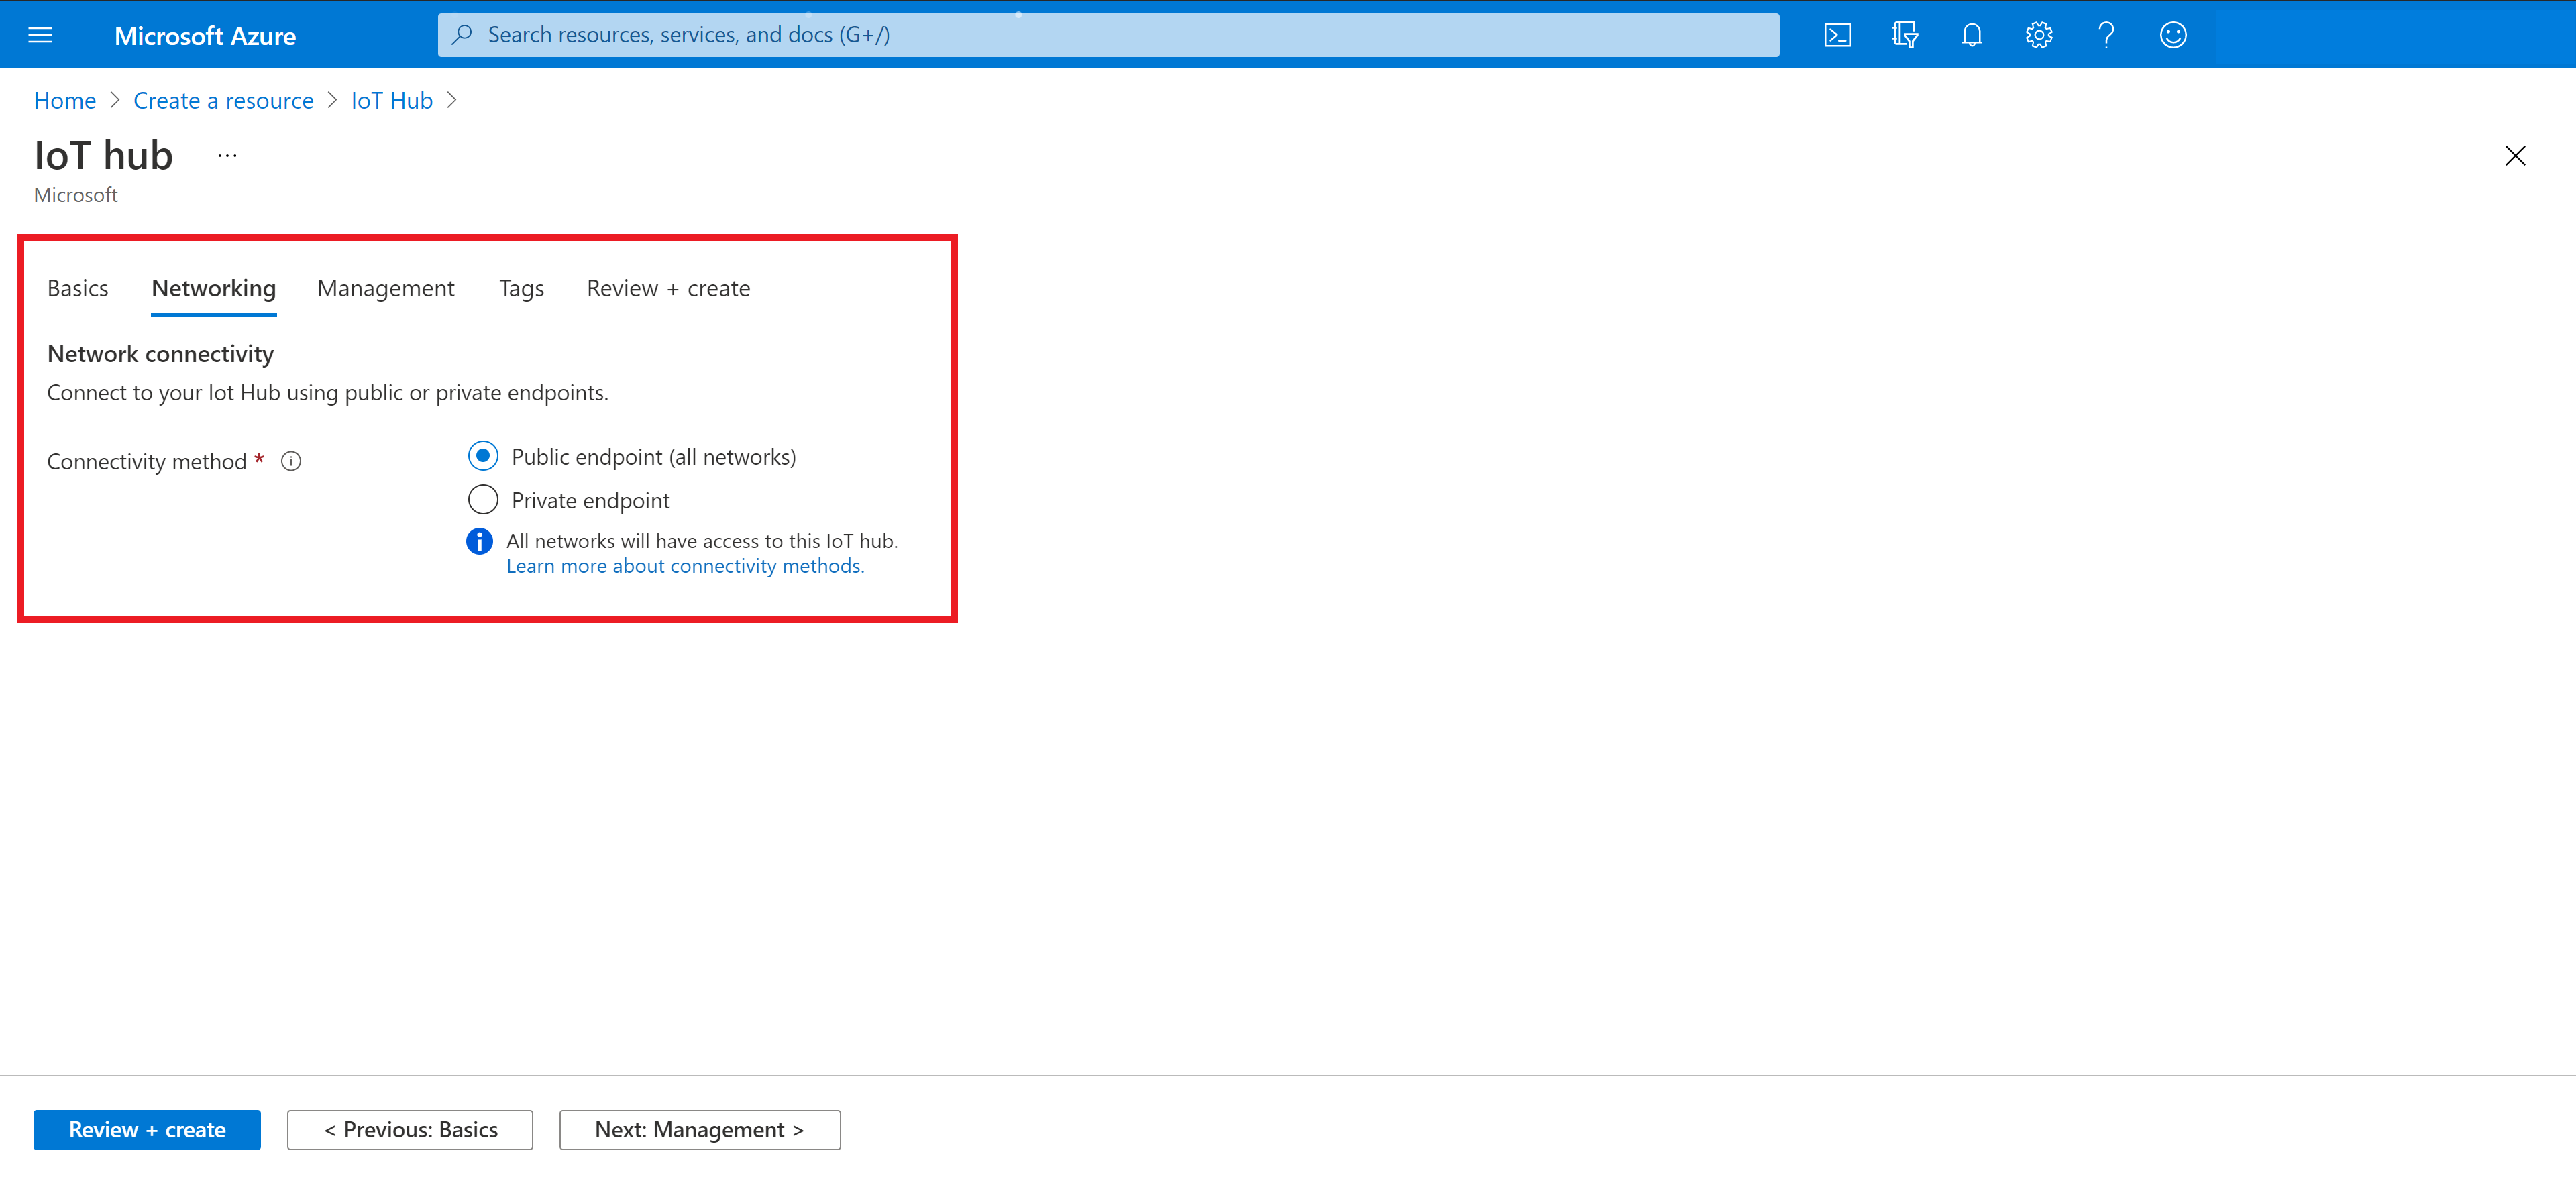 Microsoft Azure
Search resources, services, and docs (G+/)
Home > Create a resource > IoT Hub >
IoT hub ...
Microsoft
Basics Networking Management Tags Review + create
Network connectivity
Connect to your Iot Hub using public or private endpoints.
Connectivity method *
Public endpoint (all networks)
Private endpoint
All networks will have access to this IoT hub.
Learn more about connectivity methods.
Review + create < Previous: Basics Next: Management >